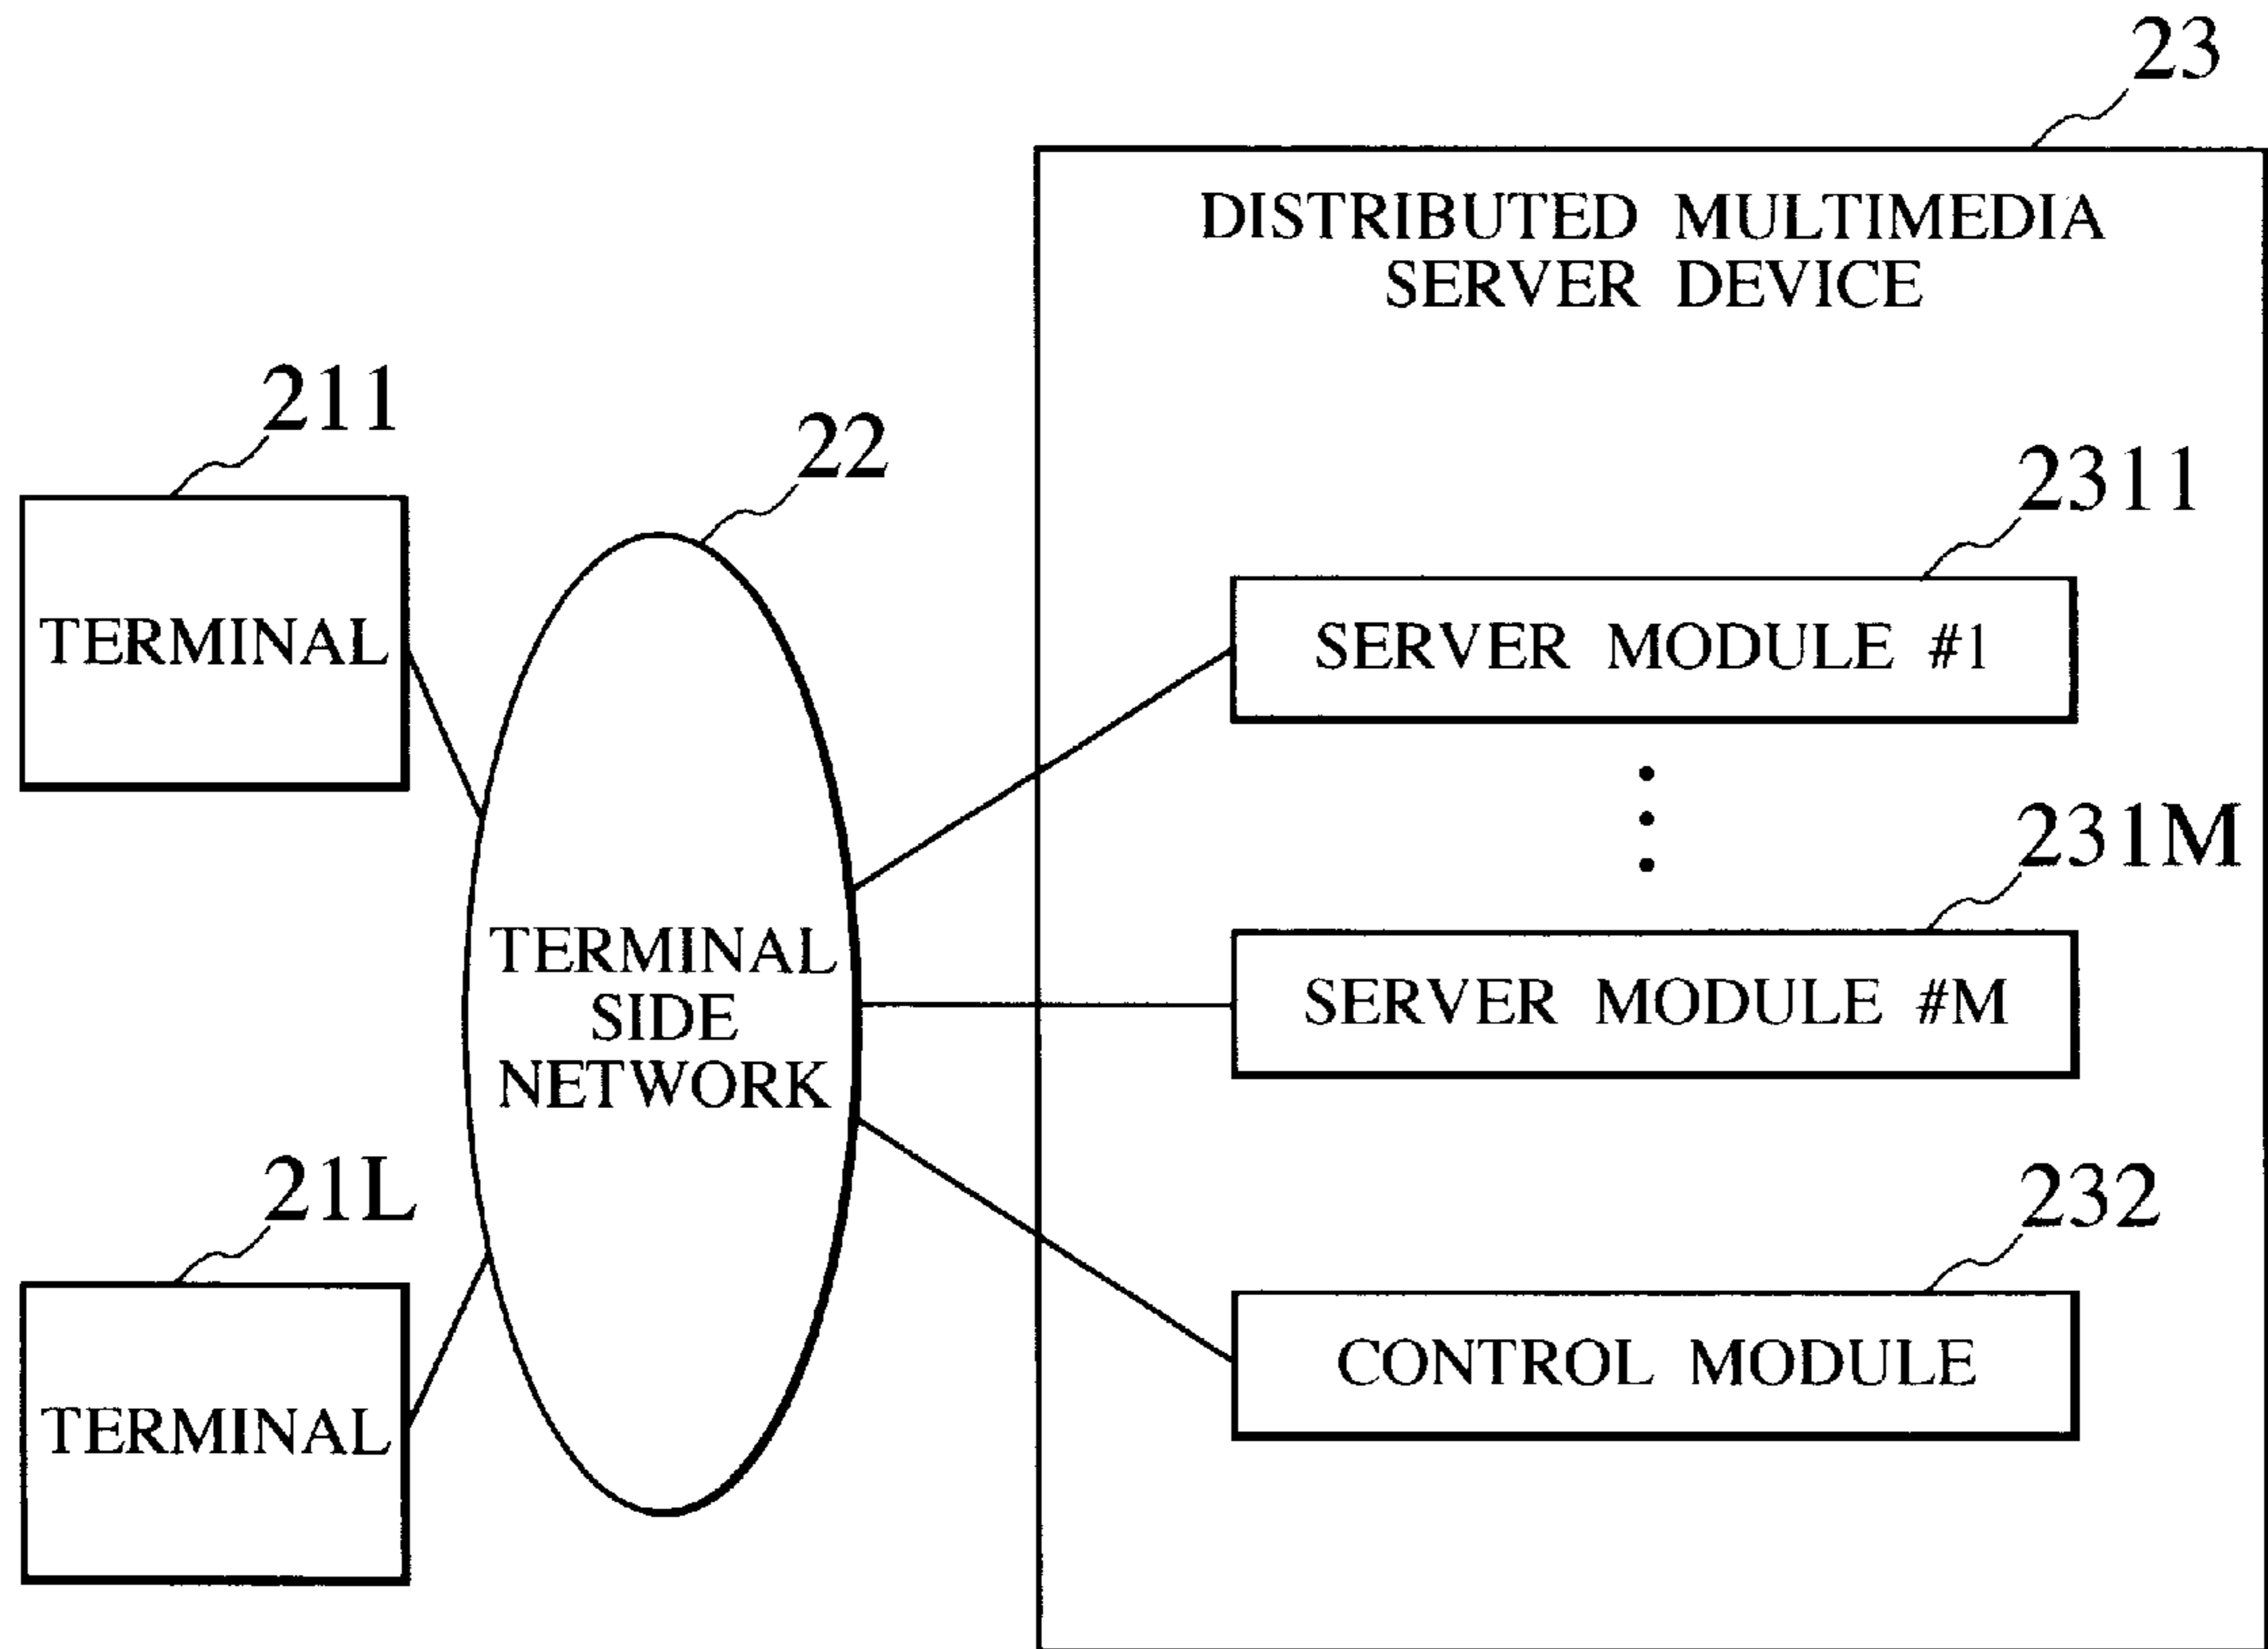 23
DISTRIBUTED MULTIMEDIA
SERVER DEVICE
211
22
2311
TERMINAL
SERVER MODULE #1
231M
TERMINAL
SIDE
NETWORK
SERVER MODULE #M
21L
232
TERMINAL
CONTROL MODULE